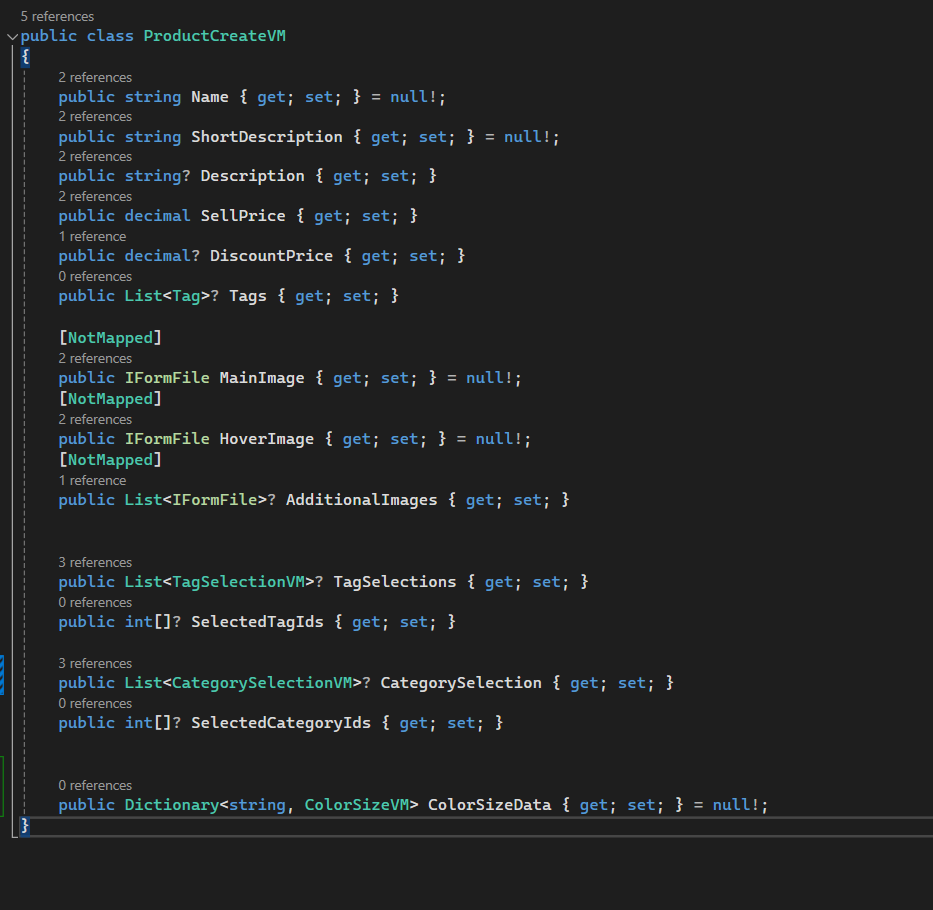 5 references
public class ProductCreateVM
{
2 references
public string Name { get; set; } = null!;
2 references
public string ShortDescription { get; set; } = null!;
2 references
public string? Description { get; set; }
2 references
public decimal SellPrice { get; set; }
1 reference
public decimal? DiscountPrice { get; set; }
0 references
public List<Tag>? Tags { get; set; }
[NotMapped]
2 references
public IFormFile MainImage { get; set; } = null!;
[NotMapped]
2 references
public IFormFile HoverImage { get; set; } = null!;
[NotMapped]
1 reference
public List<IFormFile>? AdditionalImages { get; set; }
3 references
public List<TagSelectionVM>? TagSelections { get; set; }
0 references
public int[]? SelectedTagIds { get; set; }
3 references
public List<CategorySelectionVM>? CategorySelection { get; set; }
0 references
public int[]? SelectedCategoryIds { get; set; }
0 references
public Dictionary<string, ColorSizeVM> ColorSizeData { get; set; } = null!;
}